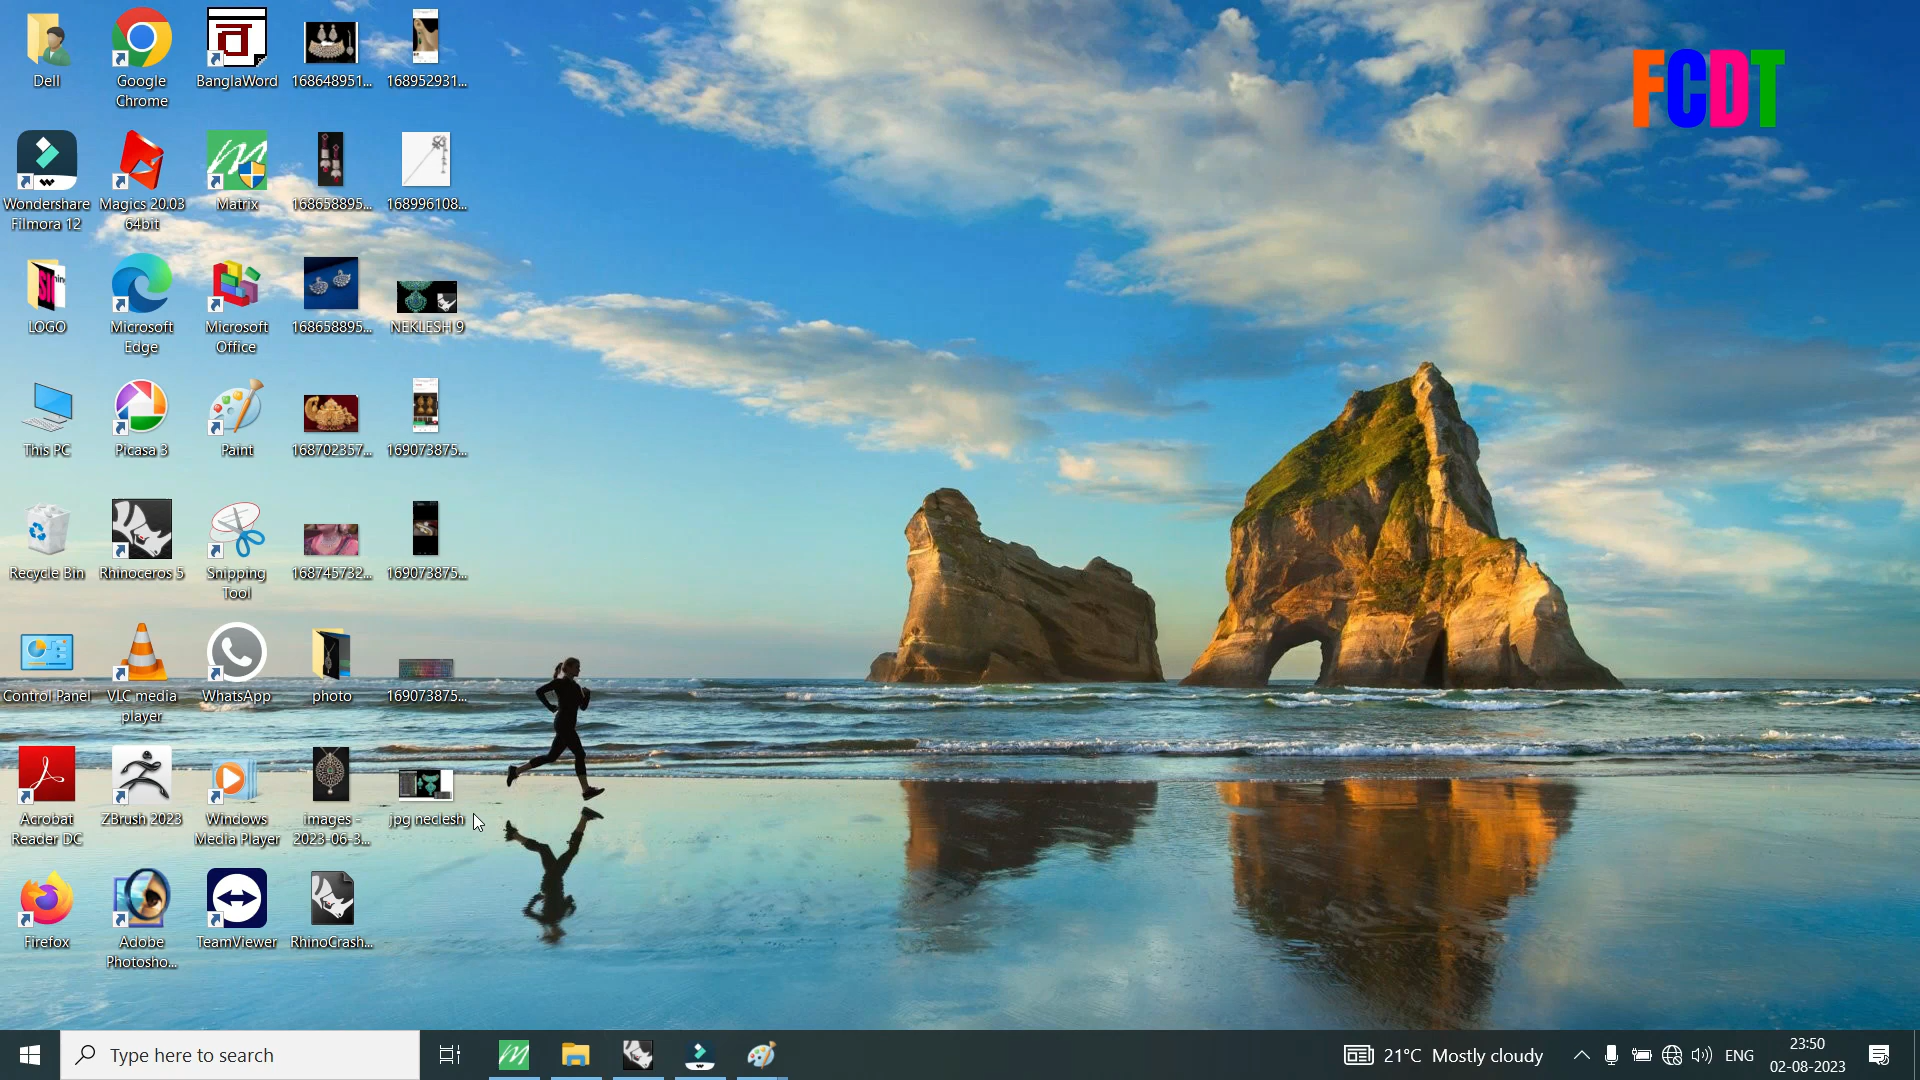 Dell
Google
Chrome
BanglaWord
168648951...
168952931...
FCDT
Wondershare
Filmora 12
Magics 20.03
64bit
Matrix
168658895...
168996108...
LOGO
Microsoft
Edge
Microsoft
Office
168658895...
NEKLESH 9
This PC
Picasa 3
Paint
168702357...
169073875...
Recycle Bin
Rhinoceros 5
Snipping
Tool
168745732...
169073875...
Control Panel
VLC media
player
WhatsApp
photo
169073875...
Acrobat
Reader DC
ZBrush 2023
Windows
Media Player
images -
2023-06-3...
jpg neclesh
Firefox
Adobe
Photosho...
TeamViewer
RhinoCrash...
Type here to search
21°C Mostly cloudy
ENG
23:50
02-08-2023